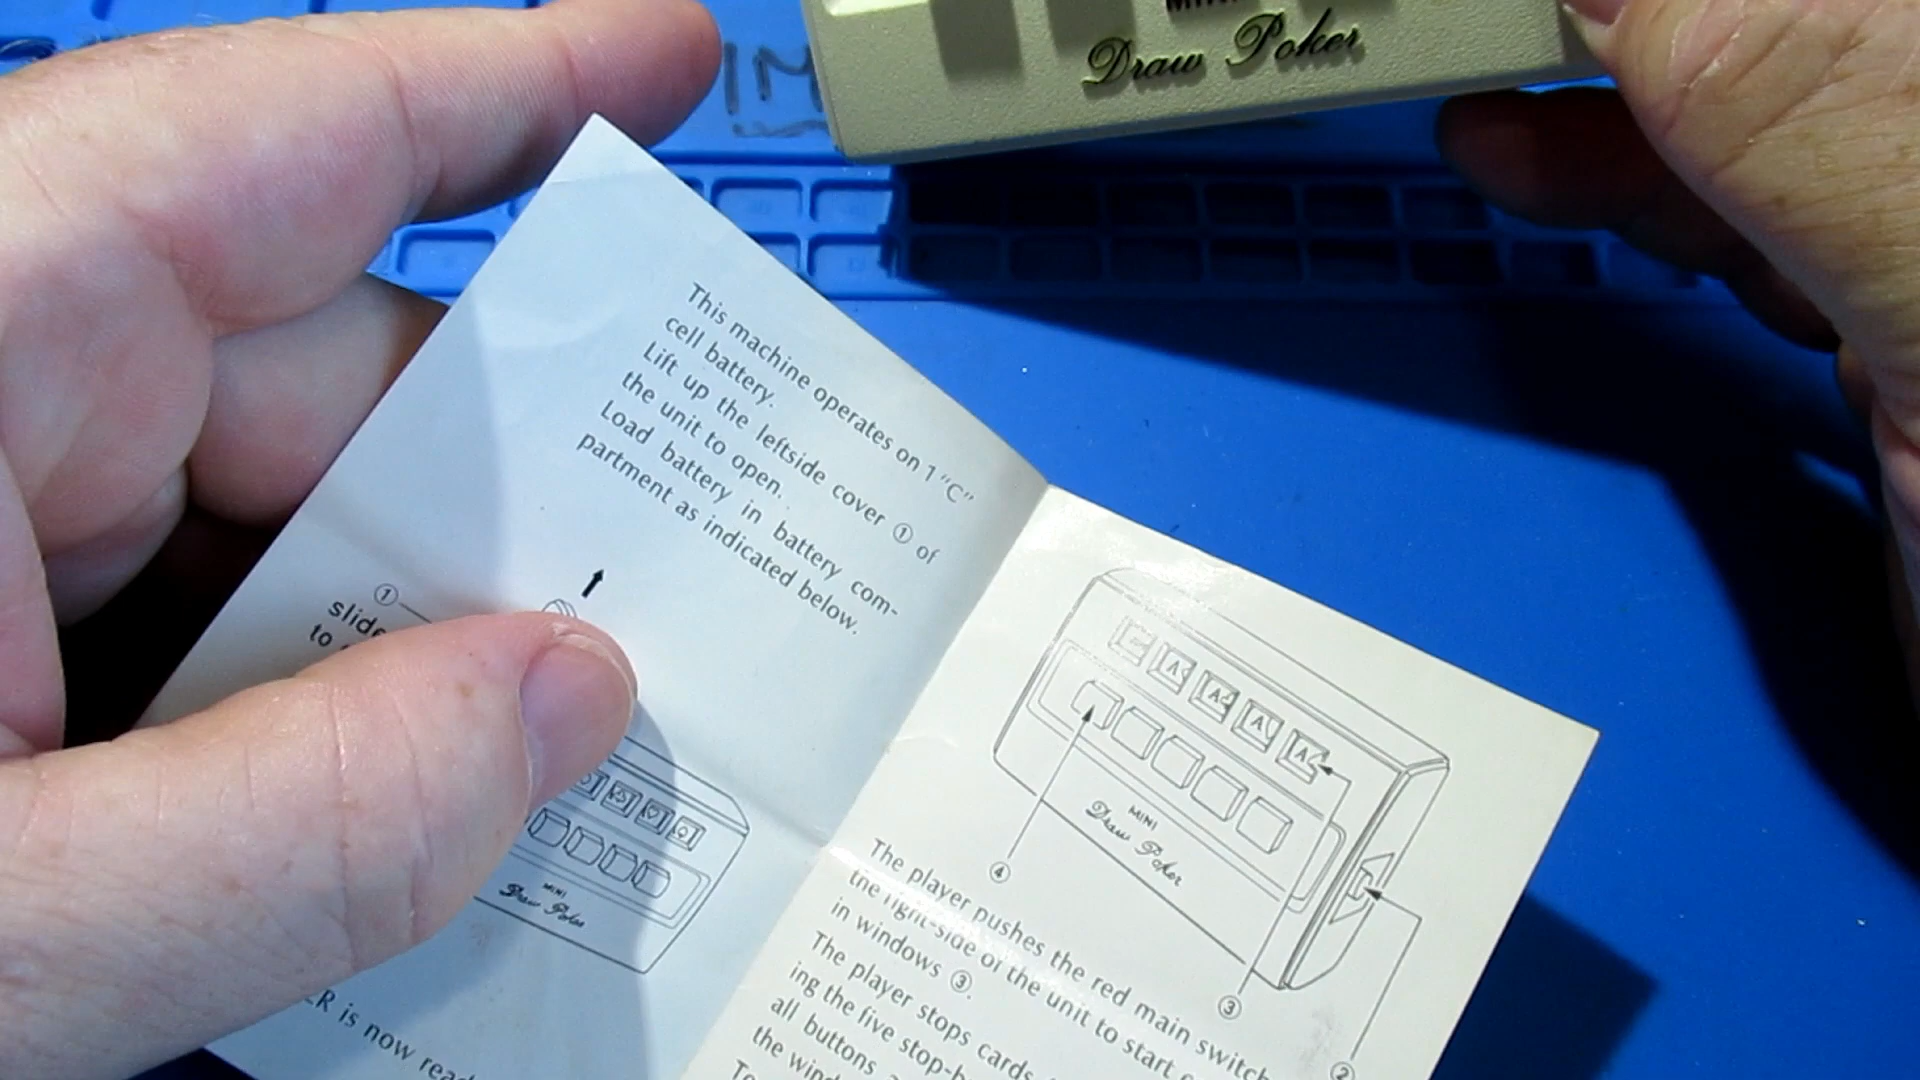 Draw Poker
This machine operates on 1 "C"
cell battery.
Lift up the leftside cover ① of
the unit to open.
Load battery in battery com-
partment as indicated below.
①
slide
to
MINI
Draw Poker
ER is now
A
A
A
A
④
MINI
Draw Poker
③
②
The player pushes the red main switch
the right-side of the unit to start
in windows ③.
The player stops cards
ing the five
all buttons
the
To